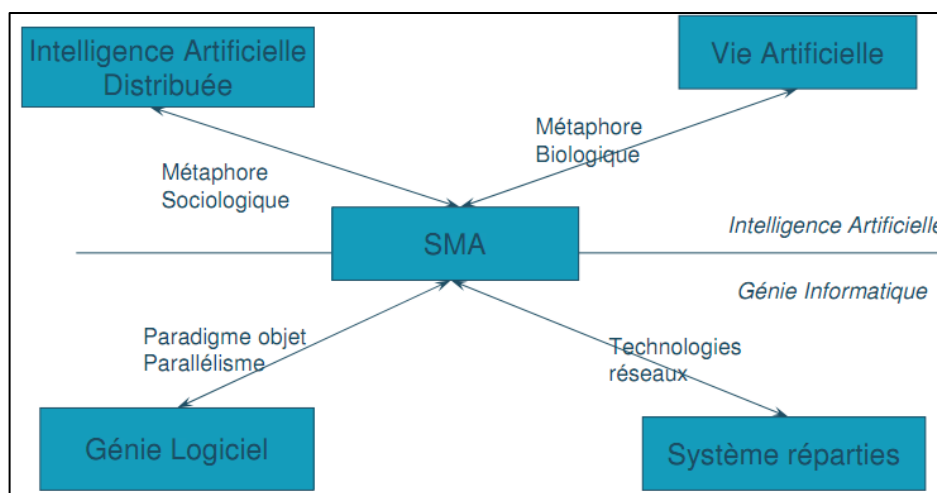 Intelligence Artificielle
Distribuée
Vie Artificielle
Métaphore
Biologique
Métaphore
Sociologique
SMA
Intelligence Artificielle
Génie Informatique
Paradigme objet
Parallélisme
Technologies
réseaux
Génie Logiciel
Système réparties